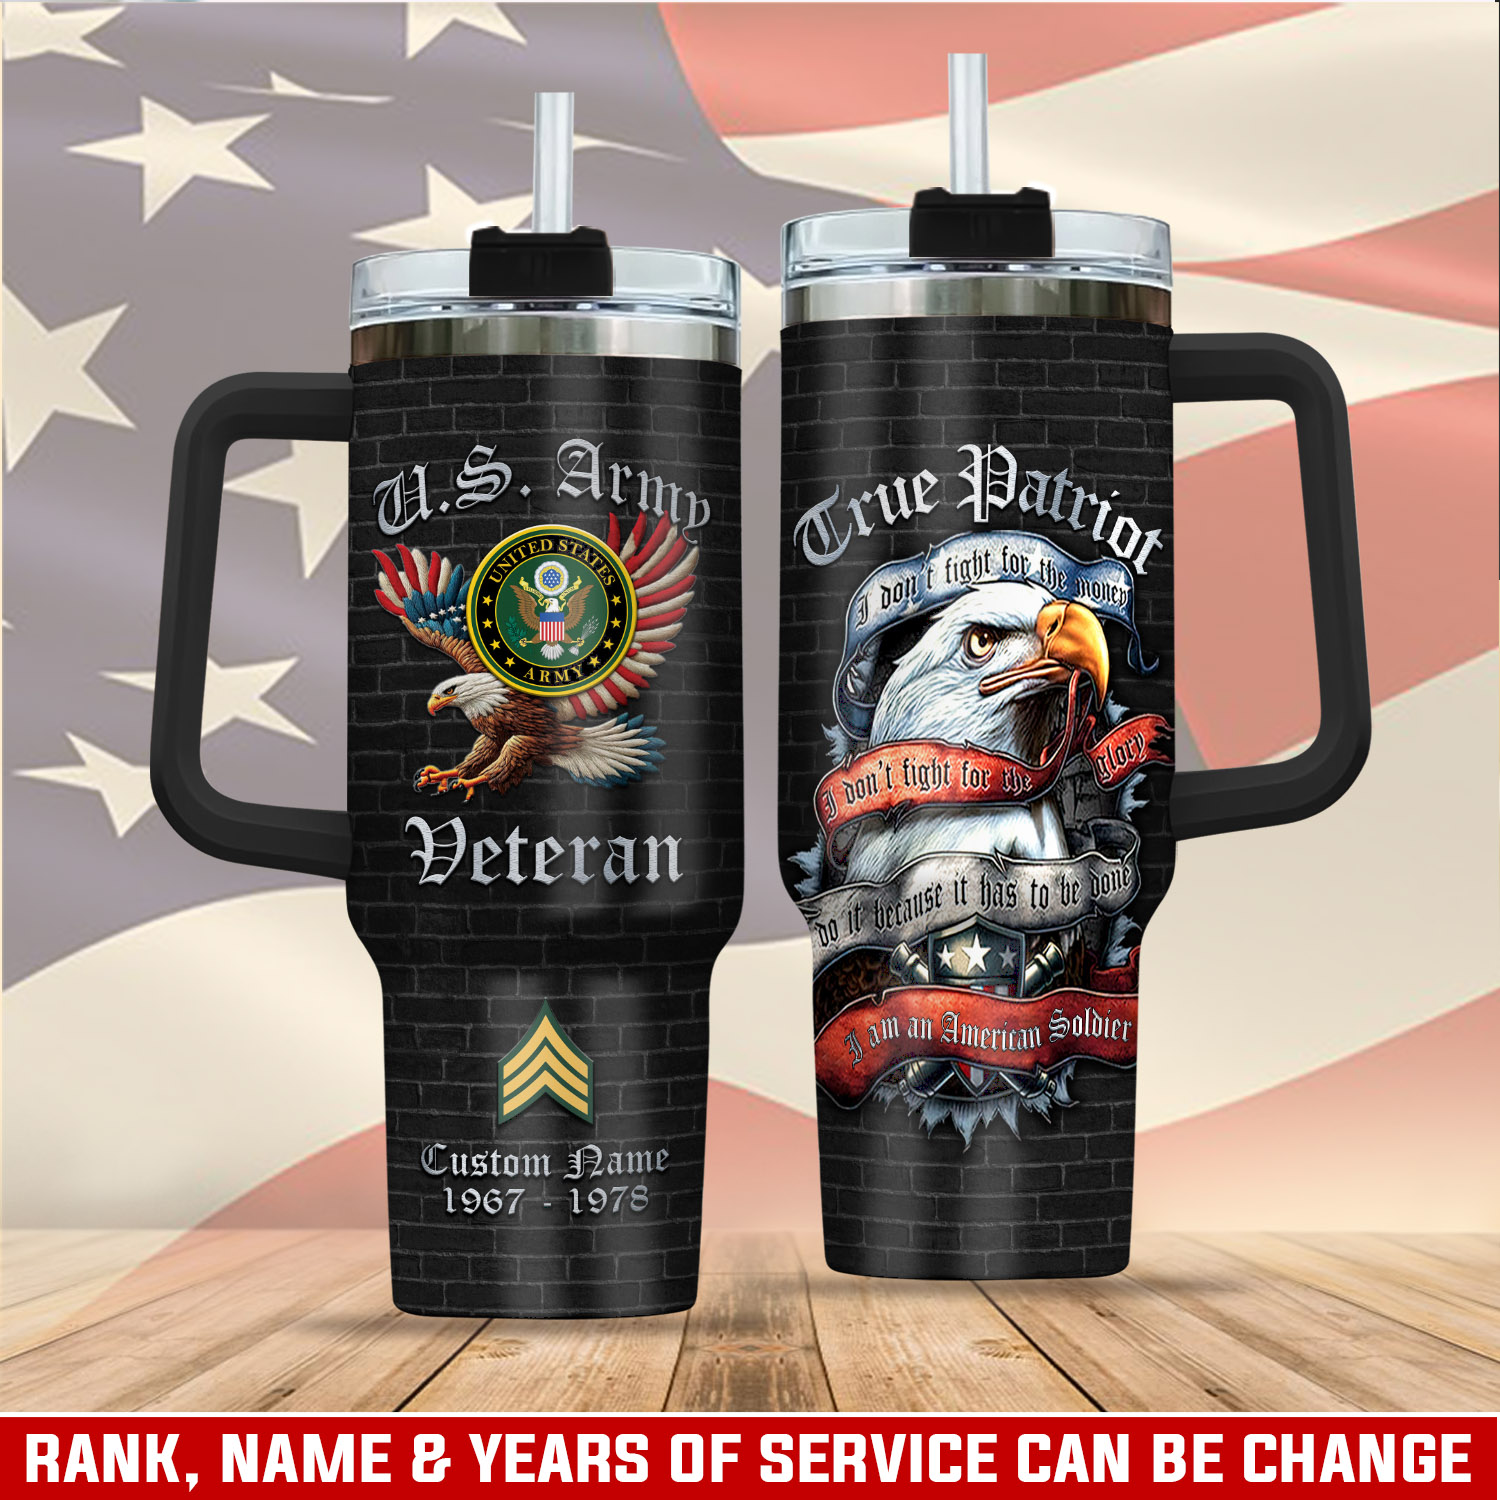 U.S. Army
UNITED STATES
ARMY
Veteran
Custom Name
1967 - 1978
True Patriot
I don't fight for the money
I don't fight for the glory
do it because it has to be done
I am an American Soldier
RANK, NAME & YEARS OF SERVICE CAN BE CHANGE